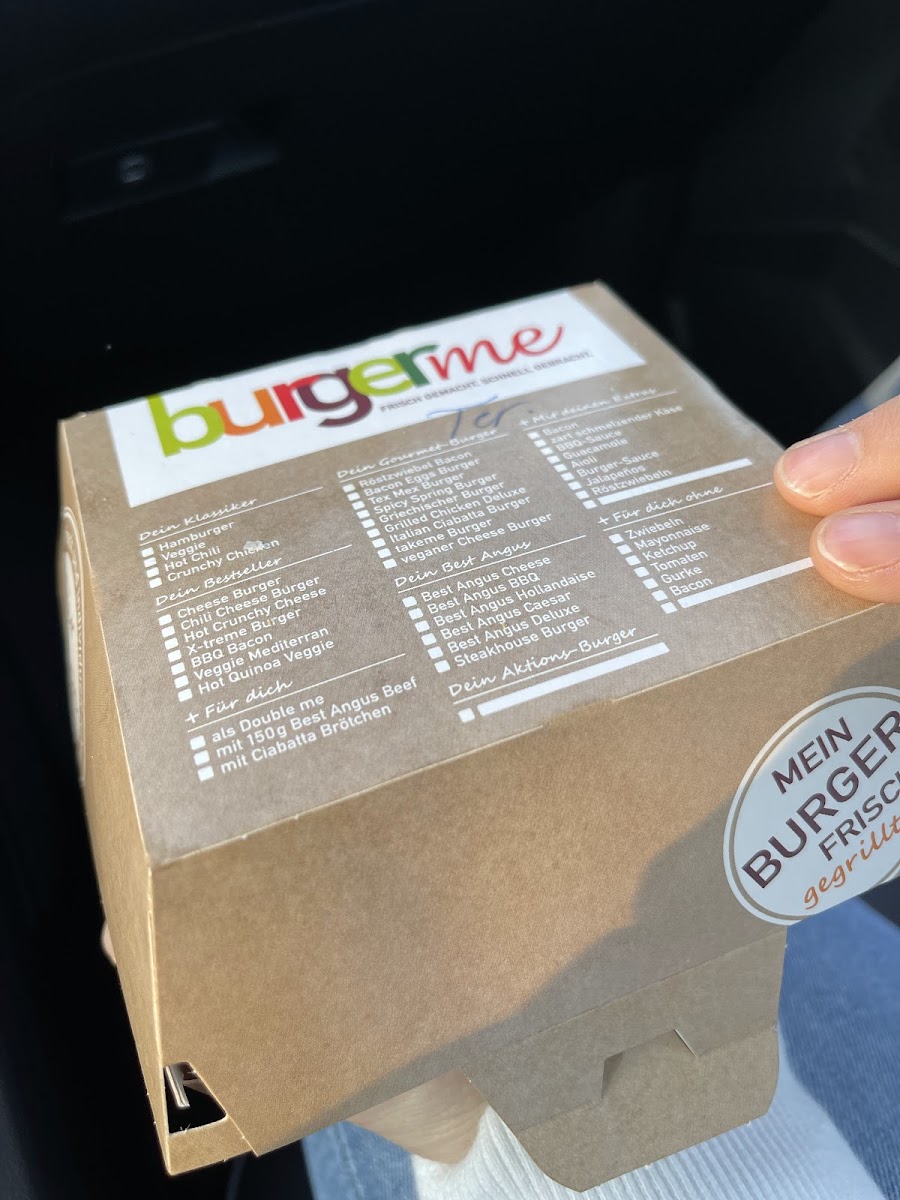 burgerme
FRISCH GEMACHT. SCHNELL GEBRACHT.
Ter.
Dein Klassiker
Hamburger
Veggie
Hot Chili
Crunchy Chicken
Dein Bestseller
Cheese Burger
Chili Cheese Burger
Hot Crunchy Cheese
X-treme Burger
BBQ Bacon
Veggie Mediterran
Hot Quinoa Veggie
+ Für dich
als Double me
mit 150g Best Angus Beef
mit Ciabatta Brötchen
Dein Gourmet-Burger
Röstzwiebel Bacon
Bacon Eggs Burger
Tex Mex Burger
Spicy Spring Burger
Griechischer Burger
Grilled Chicken Deluxe
Italian Ciabatta Burger
takeme Burger
veganer Cheese Burger
Dein Best Angus
Best Angus Cheese
Best Angus BBQ
Best Angus Hollandaise
Best Angus Caesar
Best Angus Deluxe
Steakhouse Burger
Dein Aktions-Burger
+ Mit deinen Extras
Bacon
zart schmelzender Käse
BBQ-Sauce
Guacamole
Aioli
Burger-Sauce
Jalapeños
Röstzwiebeln
+ Für dich ohne
Zwiebeln
Mayonnaise
Ketchup
Tomaten
Gurke
Bacon
MEIN
BURGER
FRISCH
gegrillt